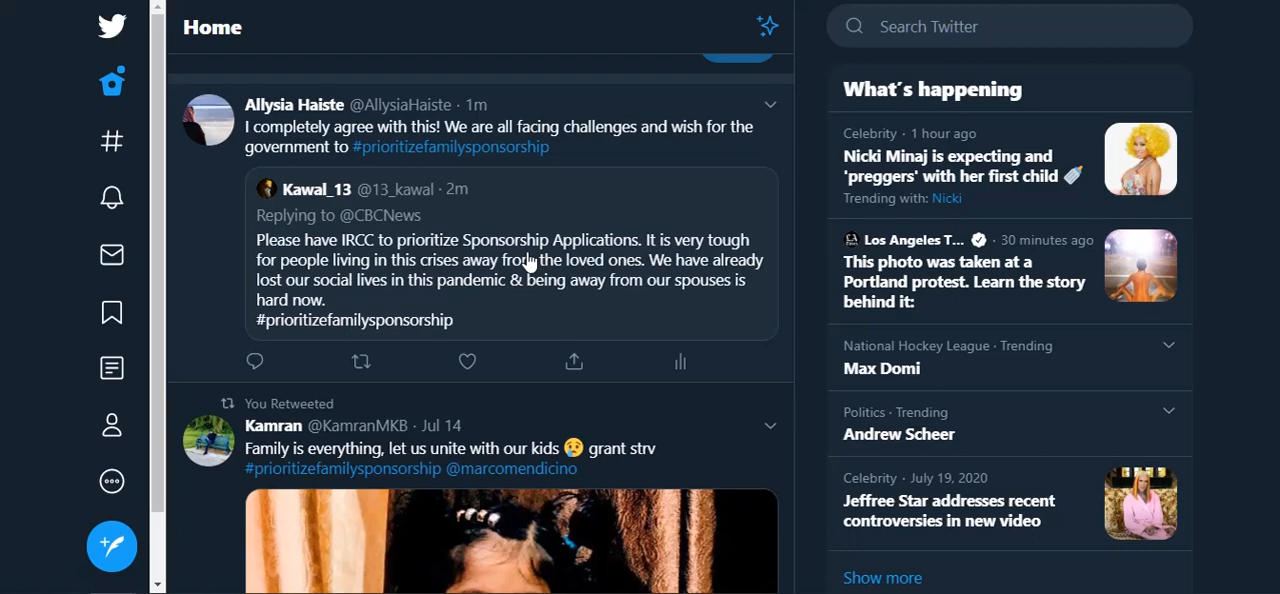 Home
Allysia Haiste @AllysiaHaiste · 1m
I completely agree with this! We are all facing challenges and wish for the
government to #prioritizefamilysponsorship
Kawal_13 @13_kawal · 2m
Replying to @CBCNews
Please have IRCC to prioritize Sponsorship Applications. It is very tough
for people living in this crises away from the loved ones. We have already
lost our social lives in this pandemic & being away from our spouses is
hard now.
#prioritizefamilysponsorship
You Retweeted
Kamran @KamranMKB · Jul 14
Family is everything, let us unite with our kids 😢 grant strv
#prioritizefamilysponsorship @marcomendicino
Search Twitter
What's happening
Celebrity · 1 hour ago
Nicki Minaj is expecting and
'preggers' with her first child 🍼
Trending with: Nicki
Los Angeles T... · 30 minutes ago
This photo was taken at a
Portland protest. Learn the story
behind it:
National Hockey League · Trending
Max Domi
Politics · Trending
Andrew Scheer
Celebrity · July 19, 2020
Jeffree Star addresses recent
controversies in new video
Show more